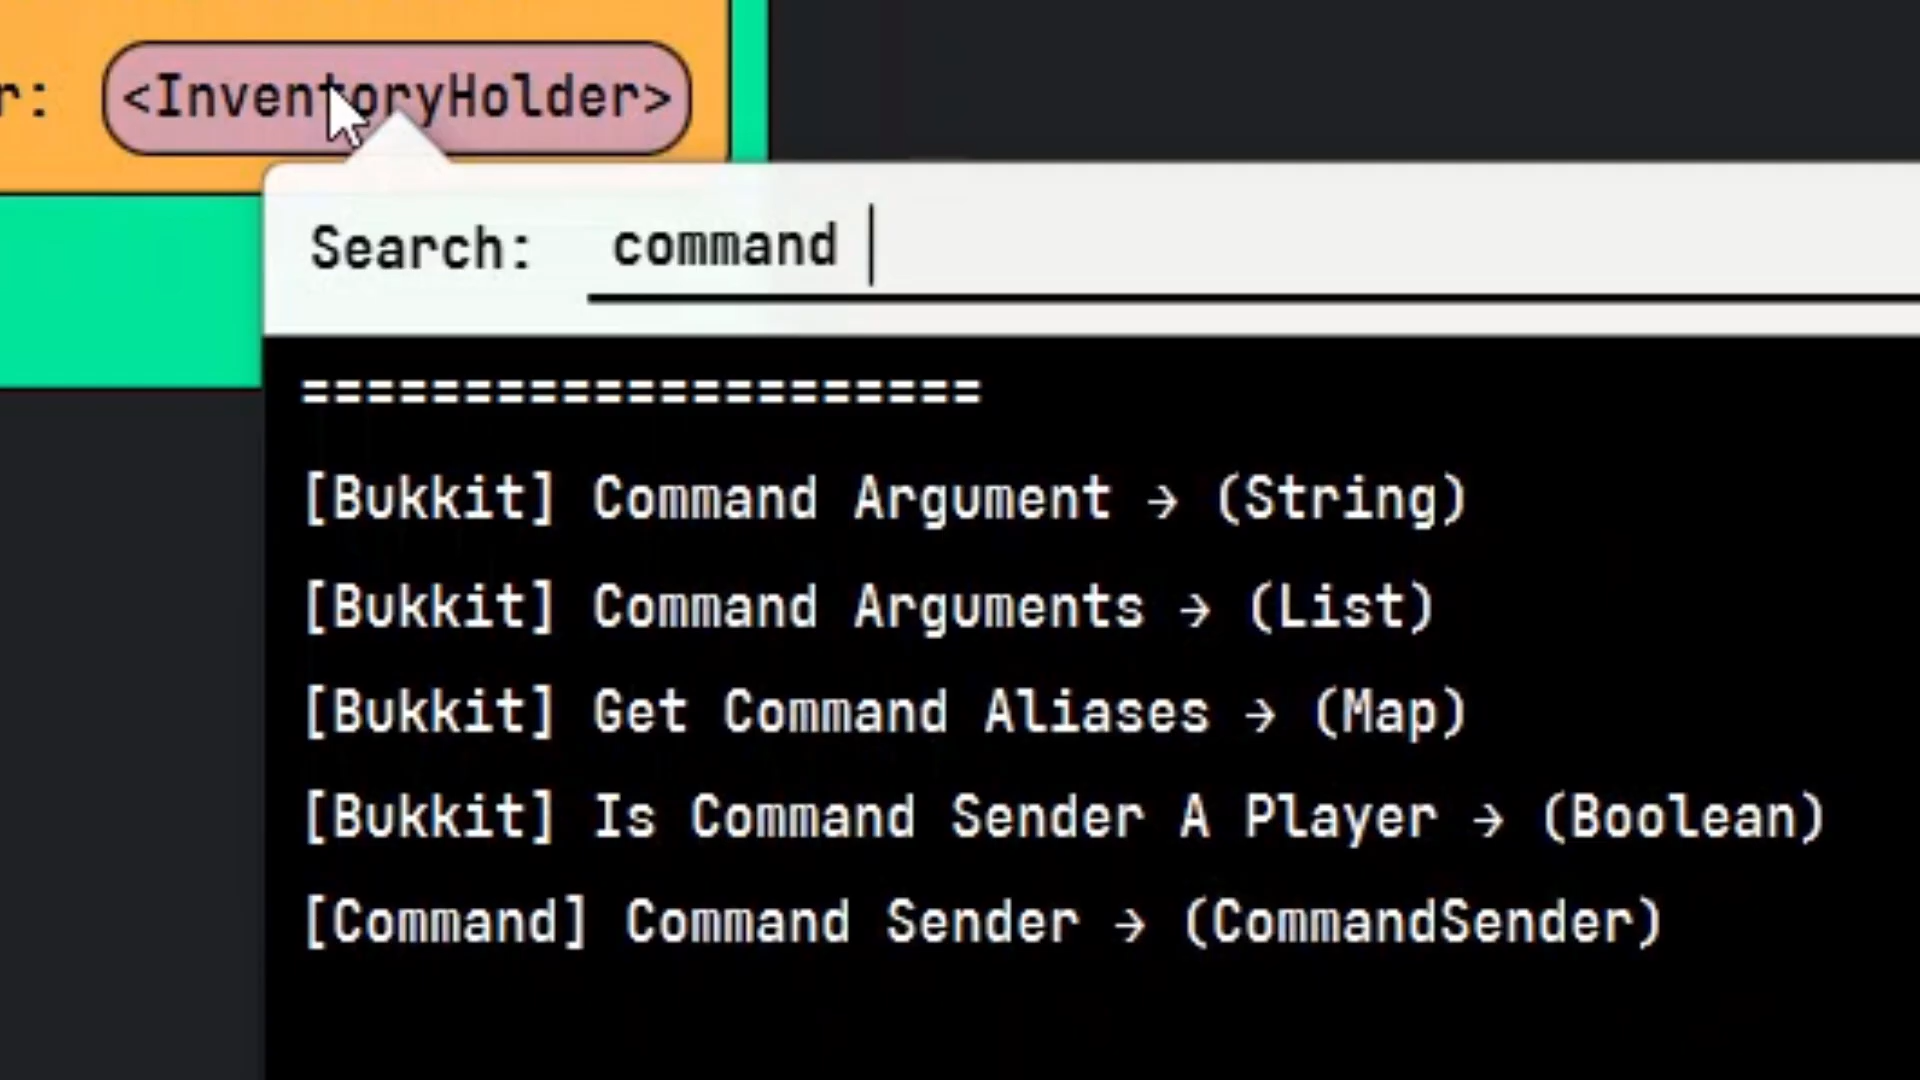 r: <InventoryHolder>
Search: command
=====================
[Bukkit] Command Argument → (String)
[Bukkit] Command Arguments → (List)
[Bukkit] Get Command Aliases → (Map)
[Bukkit] Is Command Sender A Player → (Boolean)
[Command] Command Sender → (CommandSender)